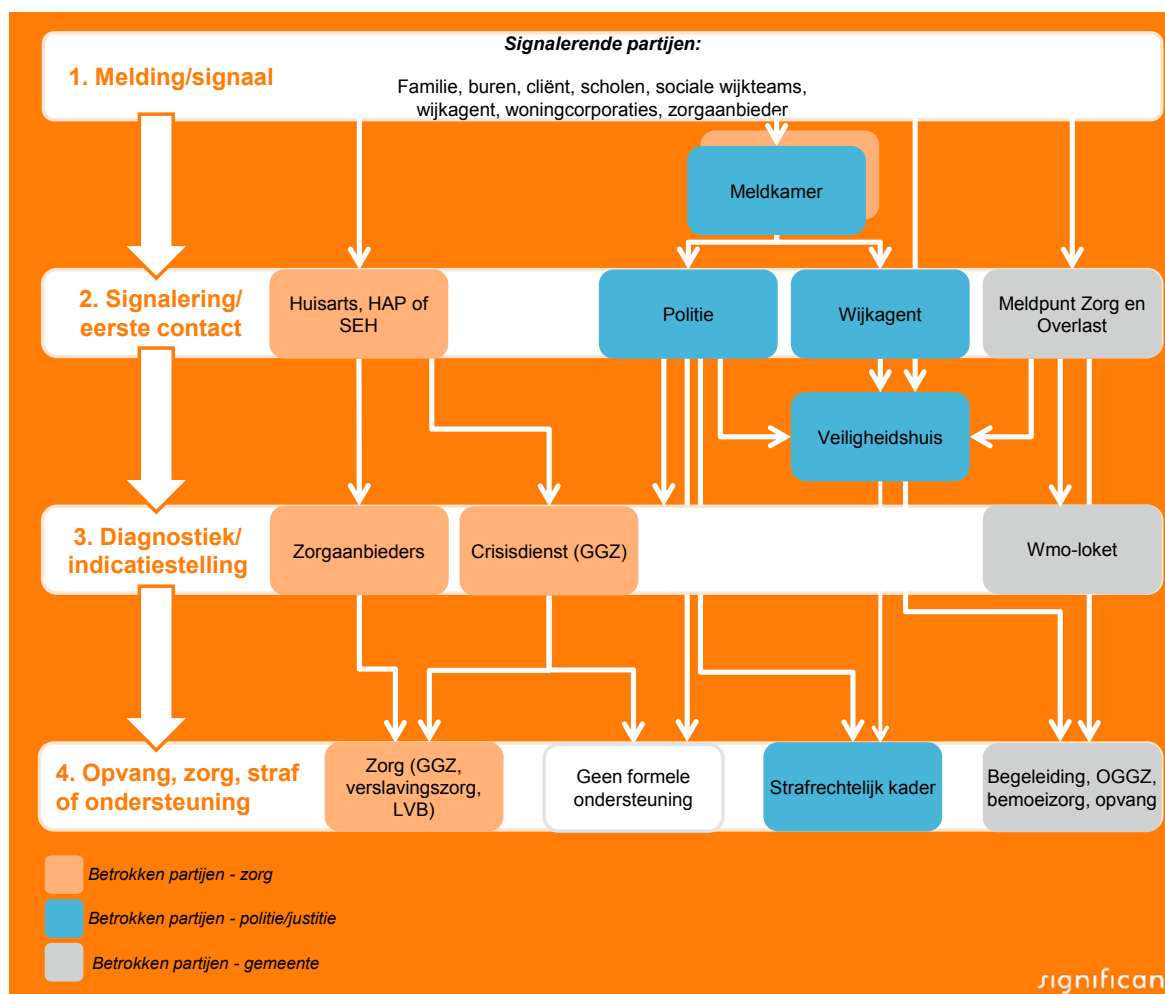 Signalerende partijen:
1. Melding/signaal
Familie, buren, cliënt, scholen, sociale wijkteams,
wijkagent, woningcorporaties, zorgaanbieder
Meldkamer
2. Signalering/
eerste contact
Huisarts, HAP of
SEH
Politie
Wijkagent
Meldpunt Zorg en
Overlast
Veiligheidshuis
3. Diagnostiek/
indicatiestelling
Zorgaanbieders
Crisisdienst (GGZ)
Wmo-loket
4. Opvang, zorg, straf
of ondersteuning
Zorg (GGZ,
verslavingszorg,
LVB)
Geen formele
ondersteuning
Strafrechtelijk kader
Begeleiding, OGGZ,
bemoeizorg, opvang
Betrokken partijen - zorg
Betrokken partijen - politie/justitie
Betrokken partijen - gemeente
significan